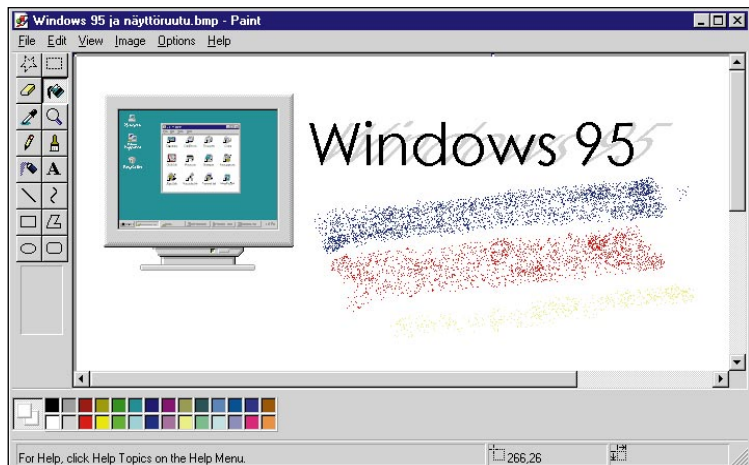 Windows 95 ja näyttöruutu.bmp - Paint
File Edit View Image Options Help
A
Windows 95
For Help, click Help Topics on the Help Menu.
266,26